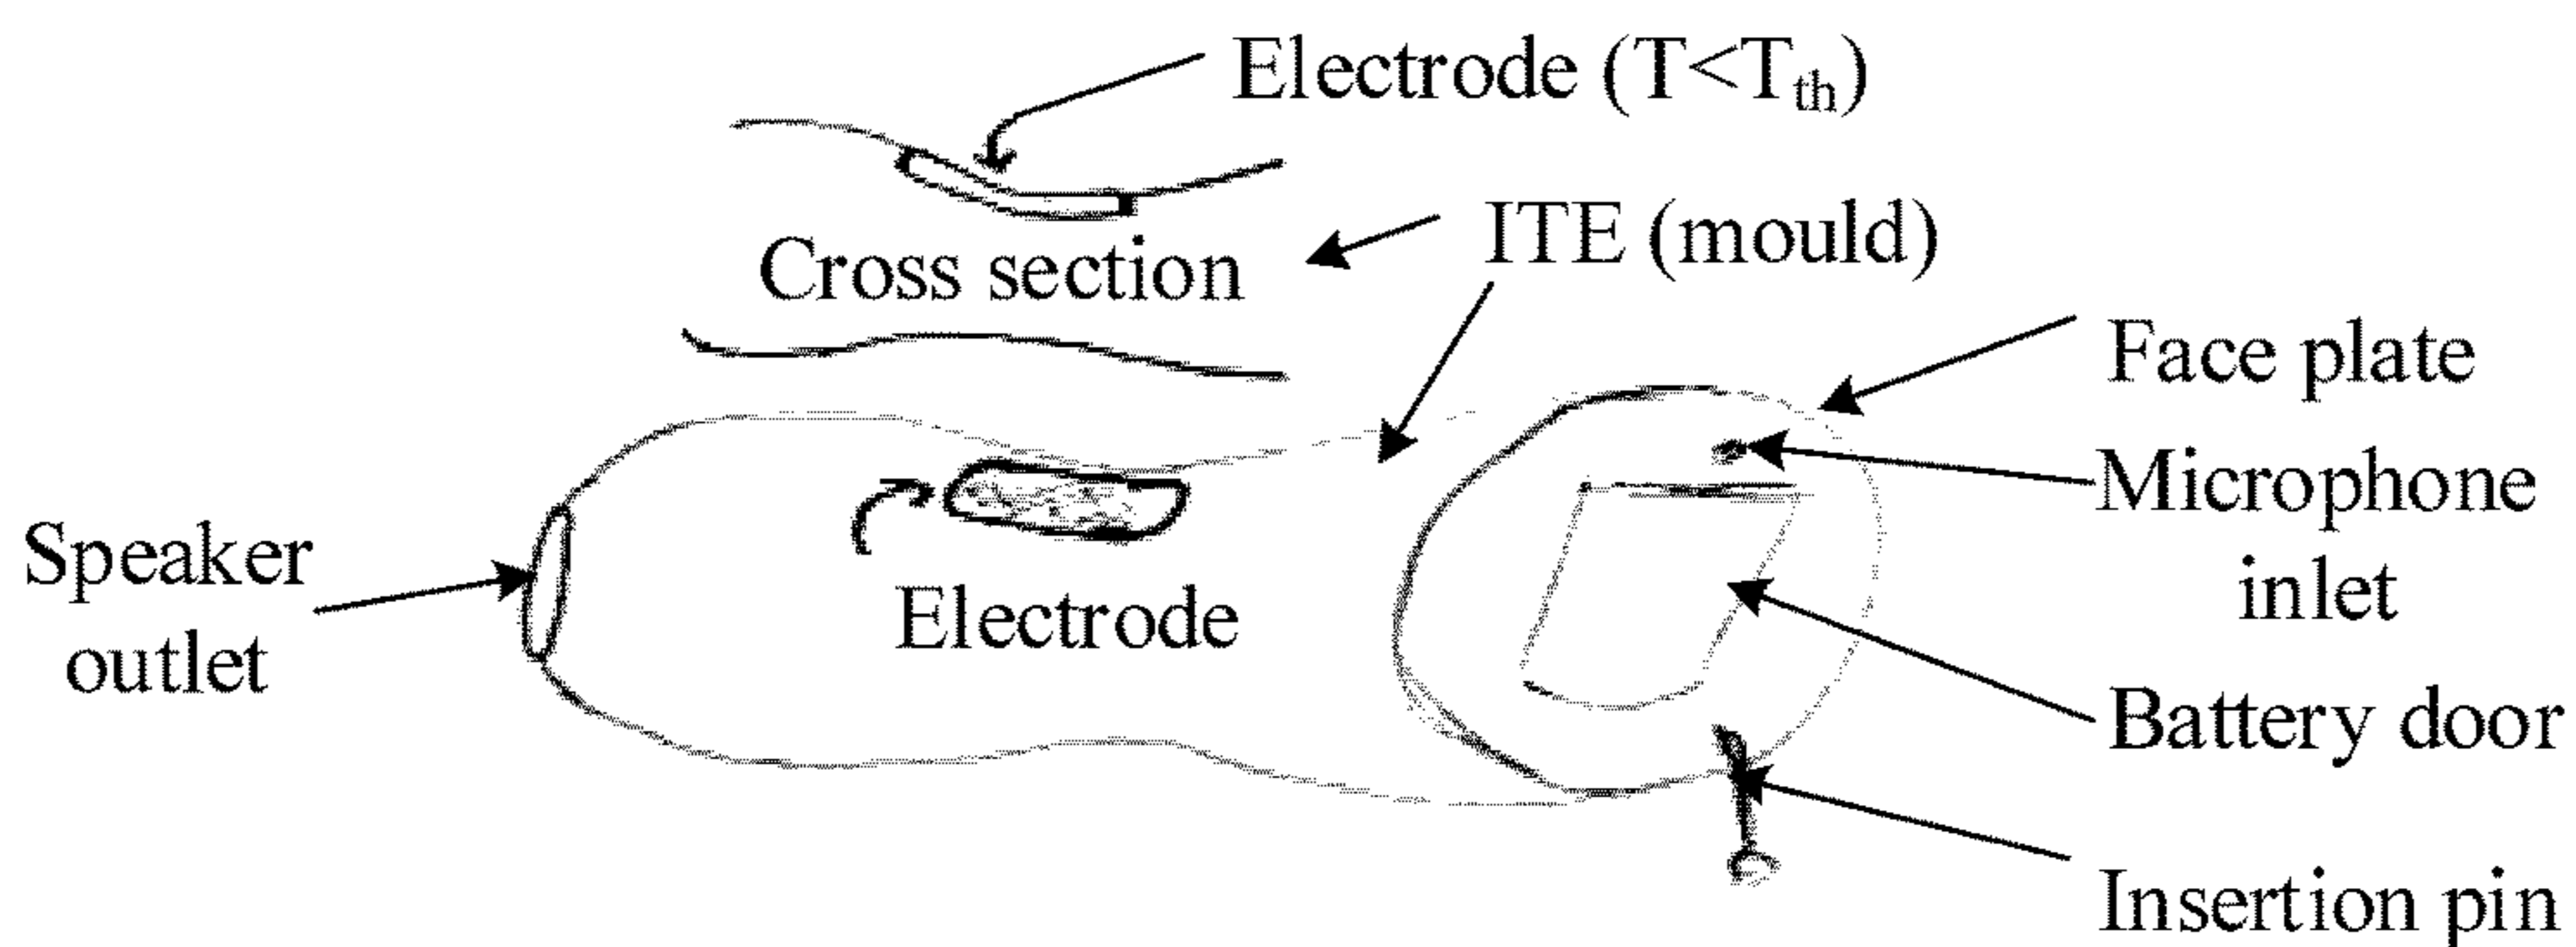 Electrode (T<Tth)
ITE (mould)
Cross section
Face plate
Microphone
inlet
Speaker
outlet
Electrode
Battery door
Insertion pin